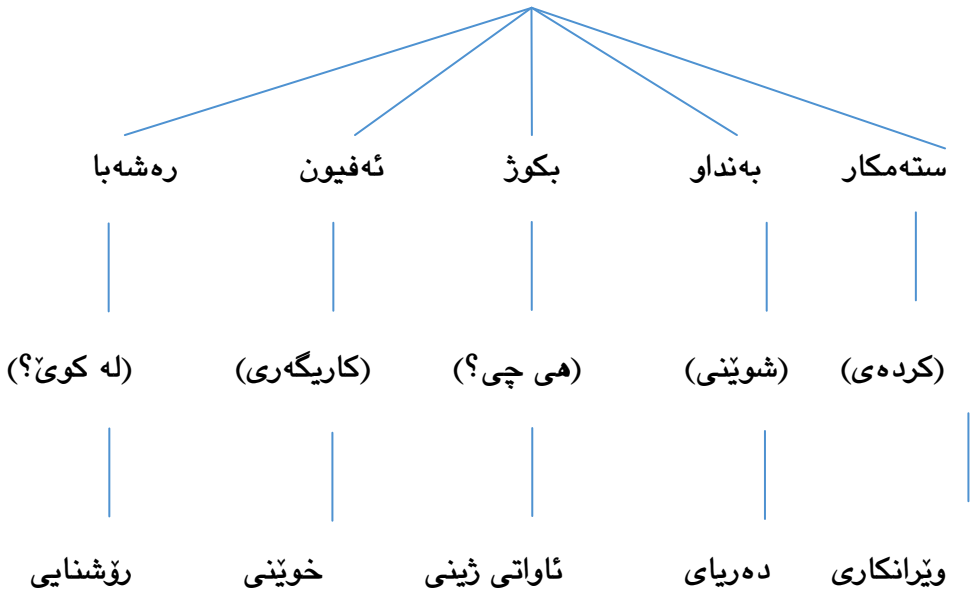 ستەمکار بەنداو بکوژ ئەفیون رەشەبا
(کردەی) (شوێنی) (هی چی؟) (کاریگەری) (لە کوێ؟)
وێرانکاری دەریای ئاواتی ژینی خوێنی رۆشنایی